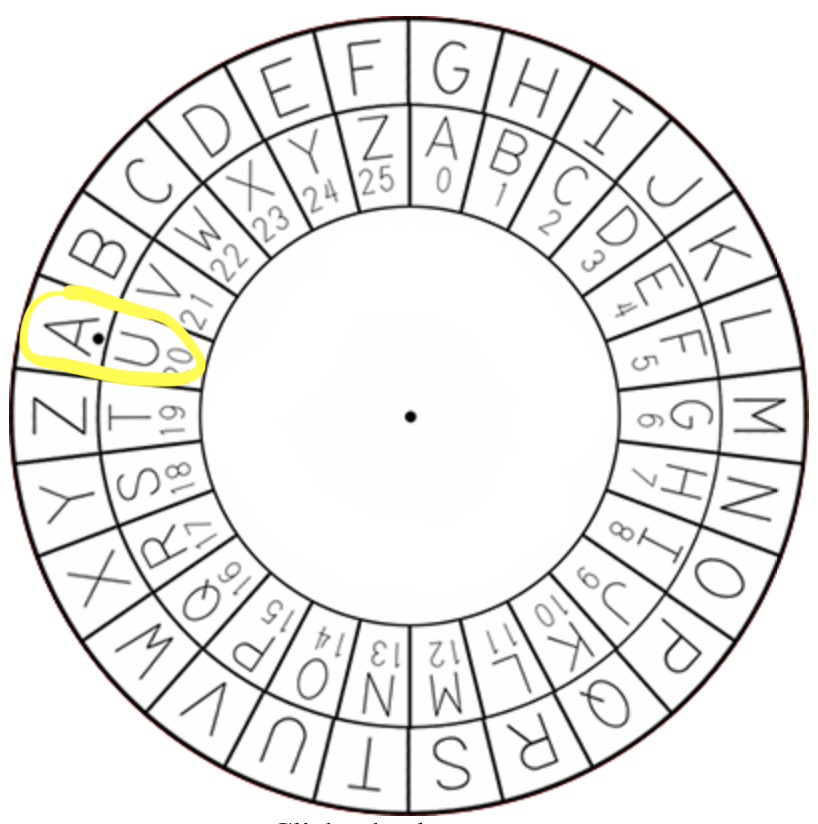 A B C D E F G H I J K L M N O P Q R S T U V W X Y Z
A B C D E F G H I J K L M N O P Q R S T U V W X Y Z
0 1 2 3 4 5 6 7 8 9 10 11 12 13 14 15 16 17 18 19 20 21 22 23 24 25